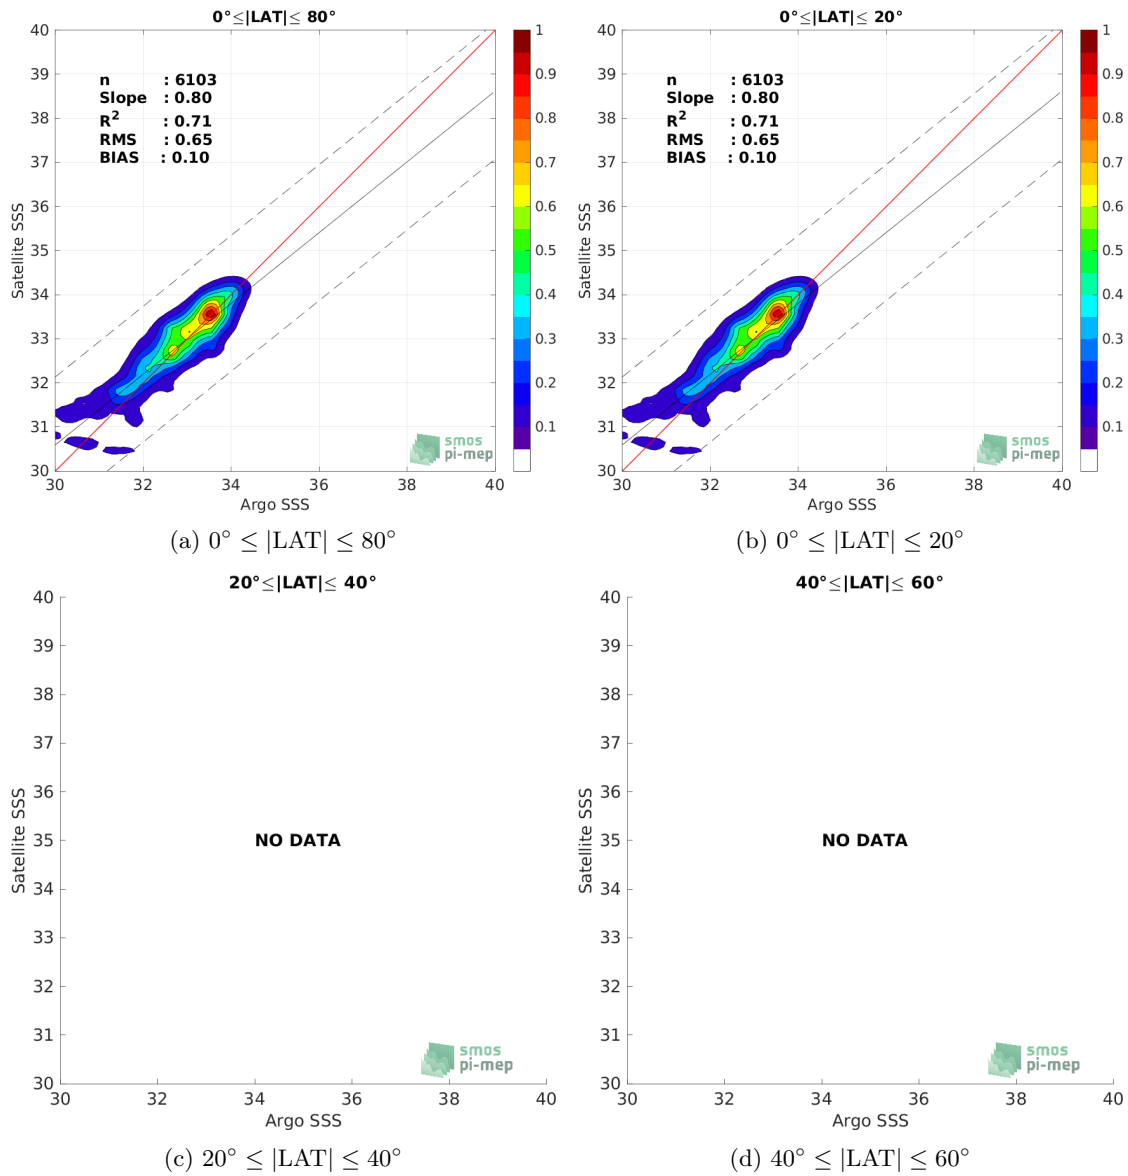 0°≤|LAT|≤ 80°
40
39
38
37
36
35
34
33
32
31
30
Satellite SSS
n : 6103
Slope : 0.80
R² : 0.71
RMS : 0.65
BIAS : 0.10
smos
pi-mep
30 32 34 36 38 40
Argo SSS
1
0.9
0.8
0.7
0.6
0.5
0.4
0.3
0.2
0.1
(a) 0° ≤ |LAT| ≤ 80°
0°≤|LAT|≤ 20°
40
39
38
37
36
35
34
33
32
31
30
Satellite SSS
n : 6103
Slope : 0.80
R² : 0.71
RMS : 0.65
BIAS : 0.10
smos
pi-mep
30 32 34 36 38 40
Argo SSS
1
0.9
0.8
0.7
0.6
0.5
0.4
0.3
0.2
0.1
(b) 0° ≤ |LAT| ≤ 20°
20°≤|LAT|≤ 40°
40
39
38
37
36
35
34
33
32
31
30
Satellite SSS
NO DATA
smos
pi-mep
30 32 34 36 38 40
Argo SSS
(c) 20° ≤ |LAT| ≤ 40°
40°≤|LAT|≤ 60°
40
39
38
37
36
35
34
33
32
31
30
Satellite SSS
NO DATA
smos
pi-mep
30 32 34 36 38 40
Argo SSS
(d) 40° ≤ |LAT| ≤ 60°